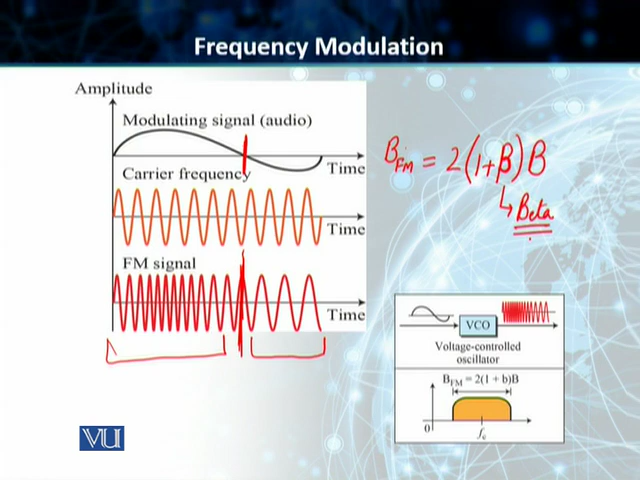 Frequency Modulation
Amplitude
Modulating signal (audio)
Time
Carrier frequency
Time
FM signal
Time
B_FM = 2(1+β)B
↳ Beta
VCO
Voltage-controlled
oscillator
B_FM = 2(1 + b)B
0
f_c
VU